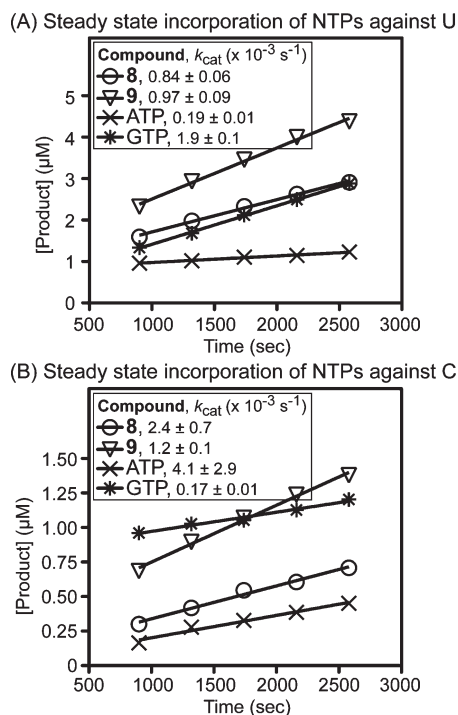 (A) Steady state incorporation of NTPs against U
Compound, kcat (x 10-3 s-1)
8, 0.84 ± 0.06
9, 0.97 ± 0.09
ATP, 0.19 ± 0.01
GTP, 1.9 ± 0.1
5
4
3
2
1
0
[Product] (µM)
500 1000 1500 2000 2500 3000
Time (sec)
(B) Steady state incorporation of NTPs against C
Compound, kcat (x 10-3 s-1)
8, 2.4 ± 0.7
9, 1.2 ± 0.1
ATP, 4.1 ± 2.9
GTP, 0.17 ± 0.01
1.50
1.25
1.00
0.75
0.50
0.25
0
[Product] (µM)
500 1000 1500 2000 2500 3000
Time (sec)